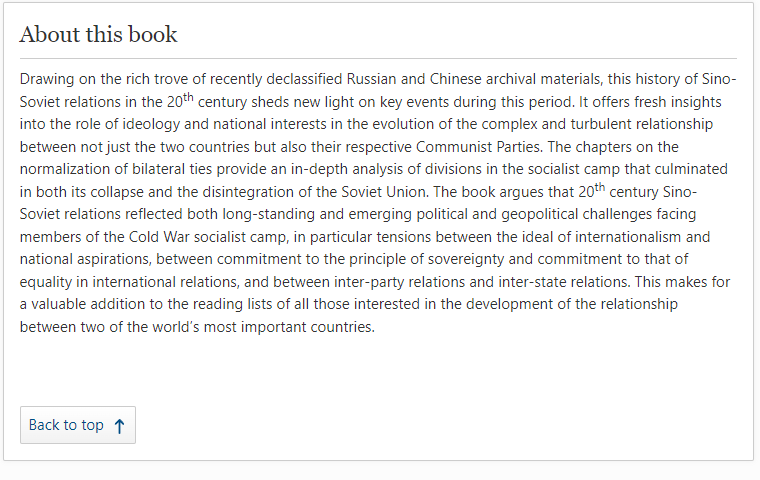 About this book
Drawing on the rich trove of recently declassified Russian and Chinese archival materials, this history of Sino-
Soviet relations in the 20th century sheds new light on key events during this period. It offers fresh insights
into the role of ideology and national interests in the evolution of the complex and turbulent relationship
between not just the two countries but also their respective Communist Parties. The chapters on the
normalization of bilateral ties provide an in-depth analysis of divisions in the socialist camp that culminated
in both its collapse and the disintegration of the Soviet Union. The book argues that 20th century Sino-
Soviet relations reflected both long-standing and emerging political and geopolitical challenges facing
members of the Cold War socialist camp, in particular tensions between the ideal of internationalism and
national aspirations, between commitment to the principle of sovereignty and commitment to that of
equality in international relations, and between inter-party relations and inter-state relations. This makes for
a valuable addition to the reading lists of all those interested in the development of the relationship
between two of the world’s most important countries.
Back to top ↑